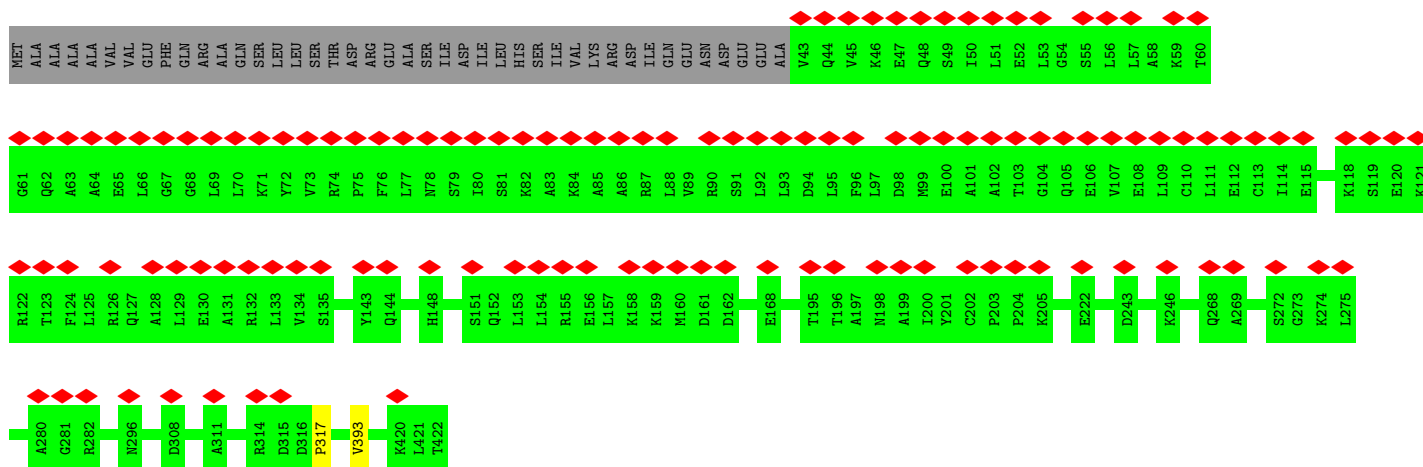 MET ALA ALA ALA ALA VAL VAL GLU PHE GLN ARG ALA GLN SER LEU LEU SER THR ASP ARG GLU ALA SER ILE ASP ILE LEU HIS SER ILE VAL LYS ARG ASP ILE GLN GLU ASN ASP GLU GLU ALA V43 Q44 V45 K46 E47 Q48 S49 I50 L51 E52 L53 G54 S55 L56 L57 A58 K59 T60
G61 Q62 A63 A64 E65 L66 G67 G68 L69 L70 K71 Y72 V73 R74 P75 F76 L77 N78 S79 I80 S81 K82 A83 K84 A85 A86 R87 L88 V89 R90 S91 L92 L93 D94 L95 F96 L97 D98 M99 E100 A101 A102 T103 G104 Q105 E106 V107 E108 L109 C110 L111 E112 C113 I114 E115 K118 S119 E120 K121
R122 T123 F124 L125 R126 Q127 A128 L129 E130 A131 R132 L133 V134 S135 Y143 Q144 H148 S151 Q152 L153 L154 R155 E156 L157 K158 K159 M160 D161 D162 E168 T195 T196 A197 N198 A199 I200 Y201 C202 P203 P204 K205 E222 D243 K246 Q268 A269 S272 G273 K274 L275
A280 G281 R282 N296 D308 A311 R314 D315 D316 P317 V393 K420 L421 T422